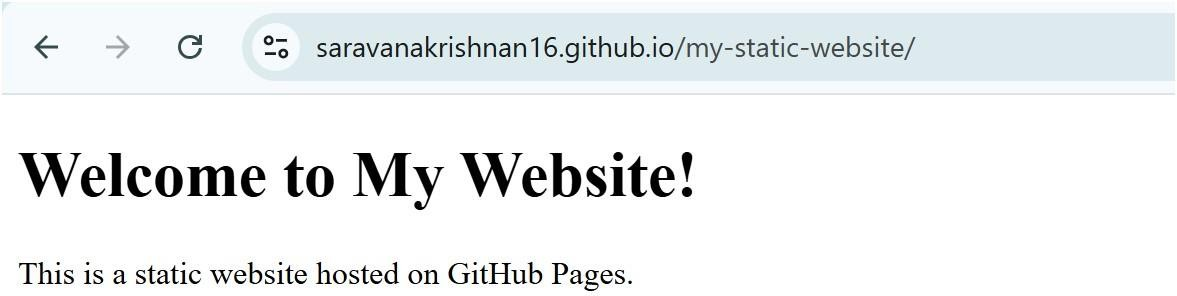 saravanakrishnan16.github.io/my-static-website/
Welcome to My Website!
This is a static website hosted on GitHub Pages.